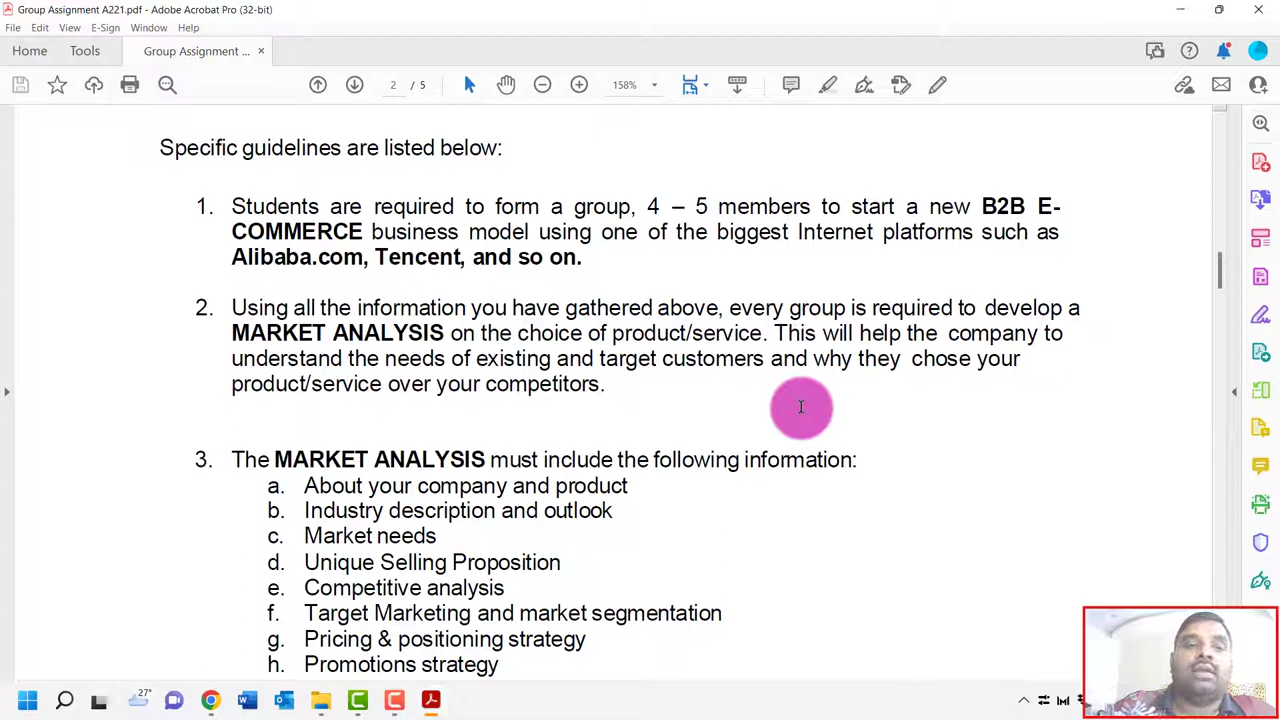 Group Assignment A221.pdf - Adobe Acrobat Pro (32-bit)
File Edit View E-Sign Window Help
Home Tools Group Assignment ... ×
2 / 5 158%
Specific guidelines are listed below:
1. Students are required to form a group, 4 – 5 members to start a new B2B E-
COMMERCE business model using one of the biggest Internet platforms such as
Alibaba.com, Tencent, and so on.
2. Using all the information you have gathered above, every group is required to develop a
MARKET ANALYSIS on the choice of product/service. This will help the company to
understand the needs of existing and target customers and why they chose your
product/service over your competitors.
3. The MARKET ANALYSIS must include the following information:
a. About your company and product
b. Industry description and outlook
c. Market needs
d. Unique Selling Proposition
e. Competitive analysis
f. Target Marketing and market segmentation
g. Pricing & positioning strategy
h. Promotions strategy
27°